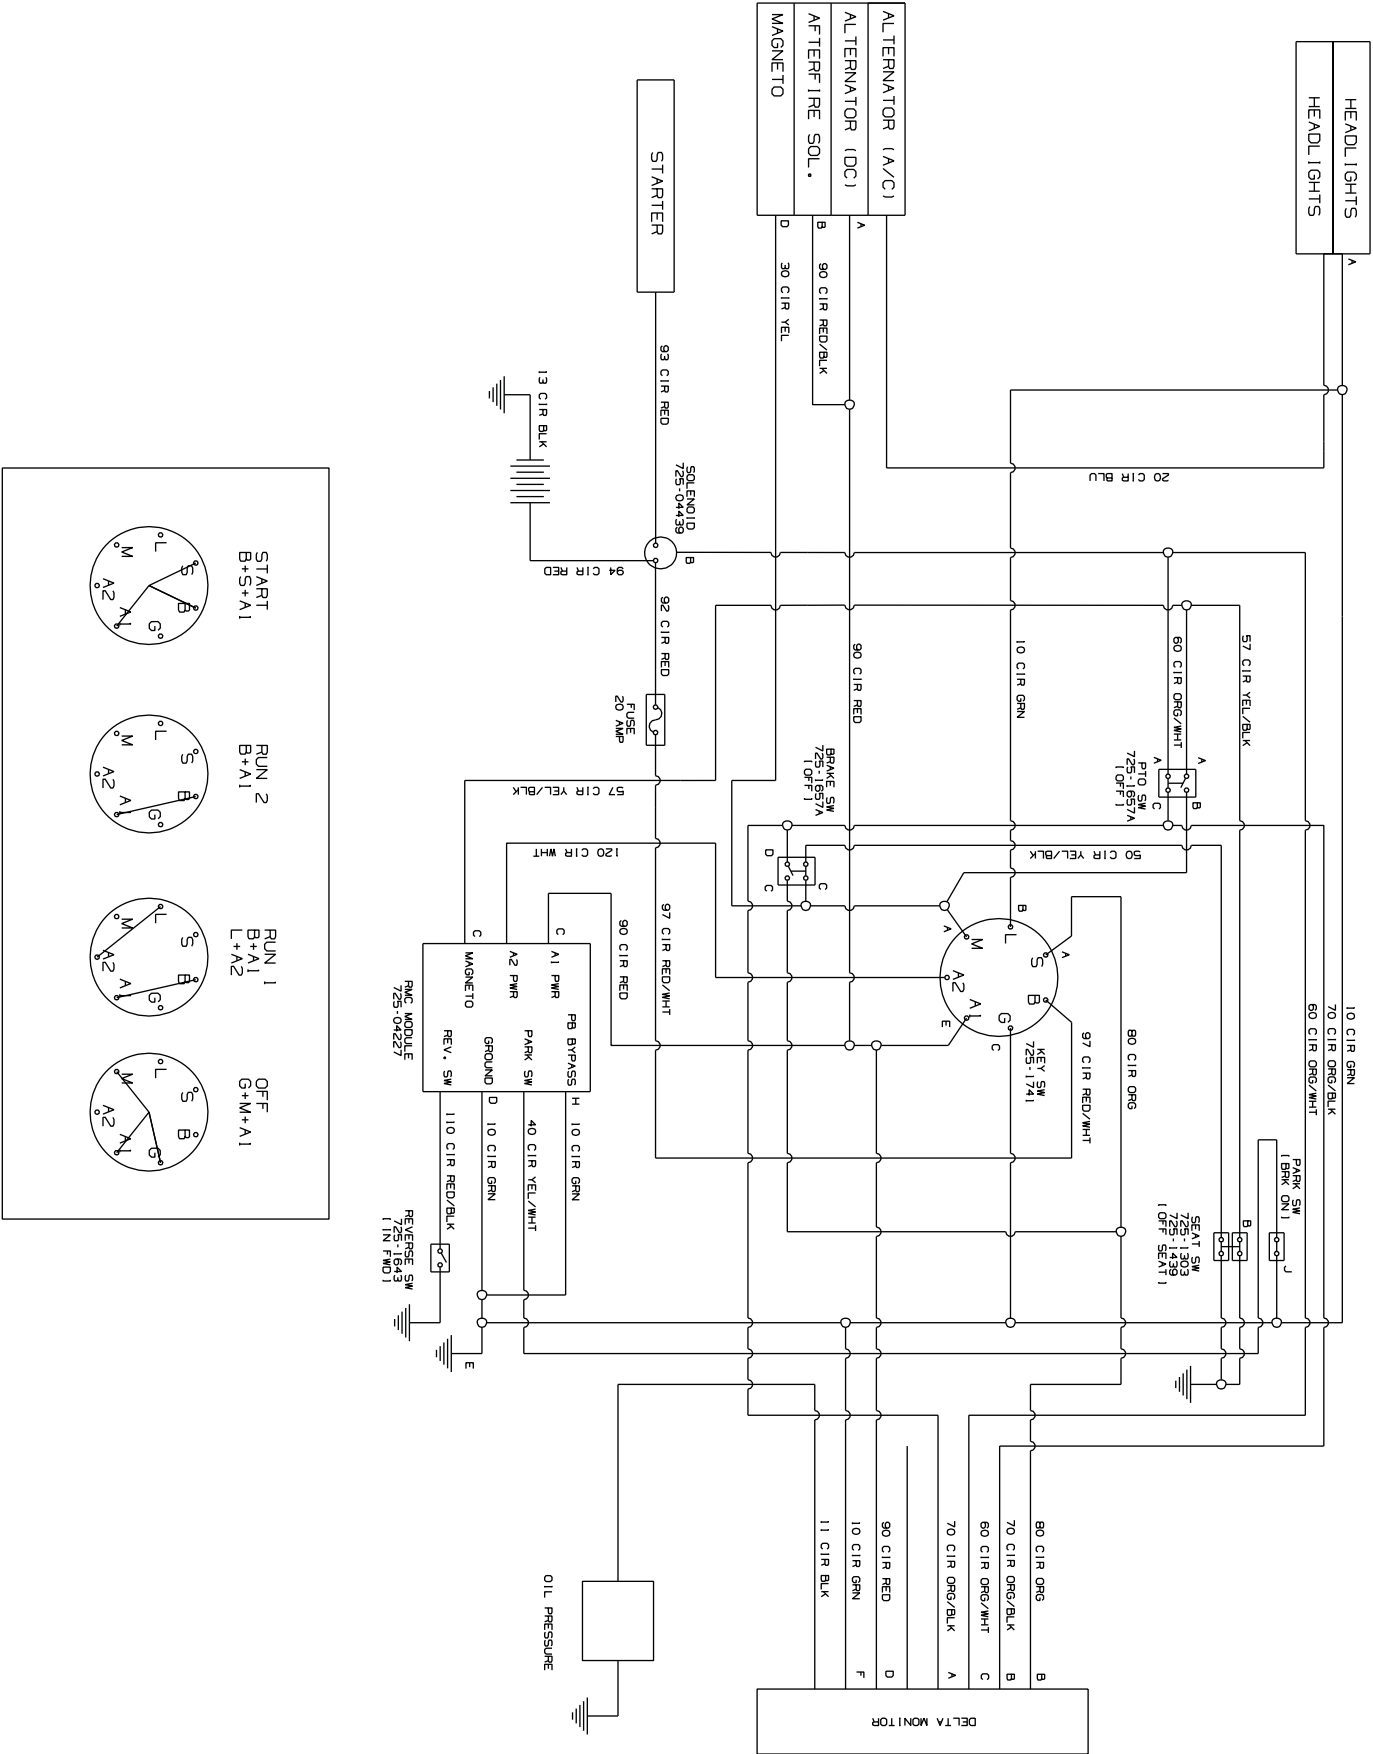 HEADLIGHTS
HEADLIGHTS
A
ALTERNATOR (A/C)
ALTERNATOR (DC)
AFTERFIRE SOL.
MAGNETO
A
B
D
90 CIR RED/BLK
30 CIR YEL
STARTER
93 CIR RED
13 CIR BLK
SOLENOID
725-04439
B
94 CIR RED
92 CIR RED
FUSE
20 AMP
20 CIR BLU
10 CIR GRN
90 CIR RED
60 CIR ORG/WHT
57 CIR YEL/BLK
A
A
B
C
PTO SW
725-1657A
[OFF]
BRAKE SW
725-1657A
[OFF]
D
C
C
50 CIR YEL/BLK
57 CIR YEL/BLK
120 CIR WHT
90 CIR RED
97 CIR RED/WHT
C
C
A1 PWR
A2 PWR
MAGNETO
PB BYPASS
PARK SW
GROUND
REV. SW
RMC MODULE
725-04227
H
D
10 CIR GRN
40 CIR YEL/WHT
10 CIR GRN
110 CIR RED/BLK
REVERSE SW
725-1643
[IN FWD]
E
B
A
A
E
C
L
M
S
A2
B
A1
G
KEY SW
725-1741
97 CIR RED/WHT
80 CIR ORG
10 CIR GRN
70 CIR ORG/BLK
60 CIR ORG/WHT
PARK SW
[BRK ON]
J
SEAT SW
725-1303
725-1439
[OFF SEAT]
B
80 CIR ORG
70 CIR ORG/BLK
60 CIR ORG/WHT
70 CIR ORG/BLK
90 CIR RED
10 CIR GRN
11 CIR BLK
B
B
C
A
D
F
DELTA MONITOR
OIL PRESSURE
START
B+S+A1
L
S
M
B
A2
A1
G
RUN 2
B+A1
L
S
M
B
A2
A1
G
RUN 1
B+A1
L+A2
L
S
M
B
A2
A1
G
OFF
G+M+A1
L
S
M
B
A2
A1
G